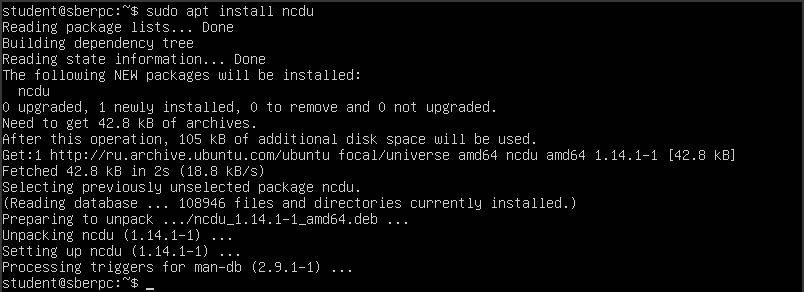 student@sberpc:~$ sudo apt install ncdu
Reading package lists... Done
Building dependency tree
Reading state information... Done
The following NEW packages will be installed:
  ncdu
0 upgraded, 1 newly installed, 0 to remove and 0 not upgraded.
Need to get 42.8 kB of archives.
After this operation, 105 kB of additional disk space will be used.
Get:1 http://ru.archive.ubuntu.com/ubuntu focal/universe amd64 ncdu amd64 1.14.1-1 [42.8 kB]
Fetched 42.8 kB in 2s (18.8 kB/s)
Selecting previously unselected package ncdu.
(Reading database ... 108946 files and directories currently installed.)
Preparing to unpack .../ncdu_1.14.1-1_amd64.deb ...
Unpacking ncdu (1.14.1-1) ...
Setting up ncdu (1.14.1-1) ...
Processing triggers for man-db (2.9.1-1) ...
student@sberpc:~$ _